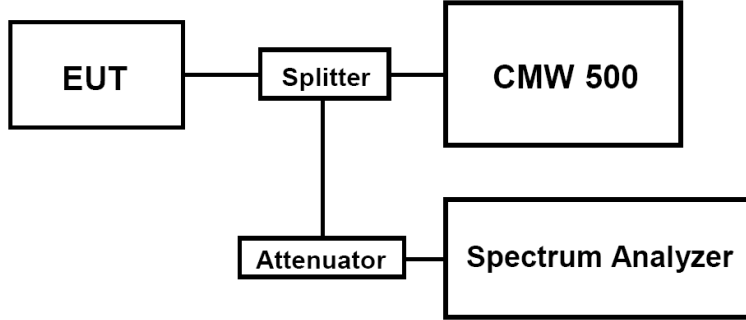 EUT
Splitter
CMW 500
Attenuator
Spectrum Analyzer